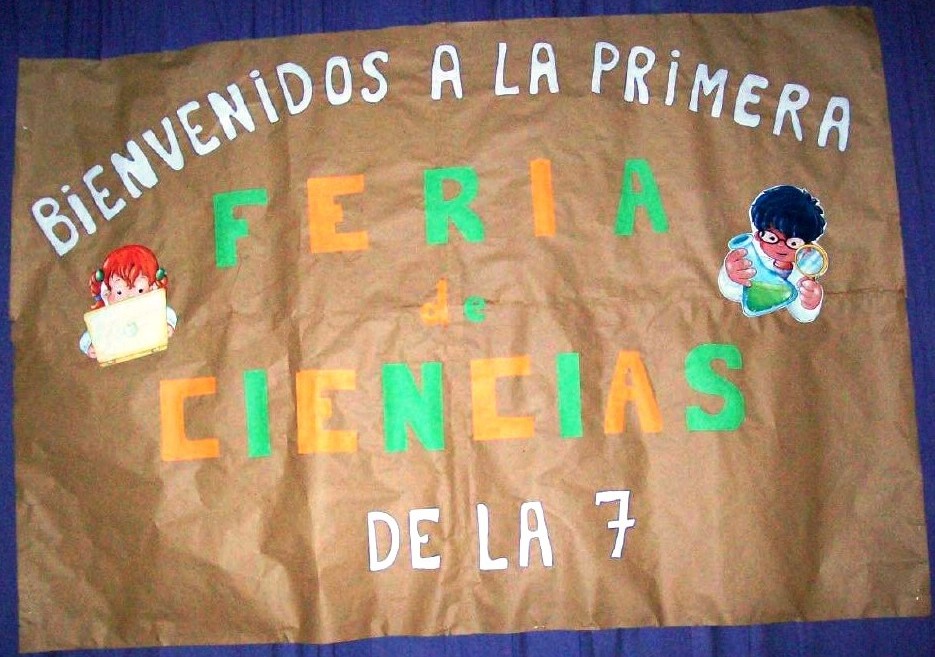 BiENVENiDOS A LA PRiMERA
FERIA
de
CIENCIAS
DE LA 7